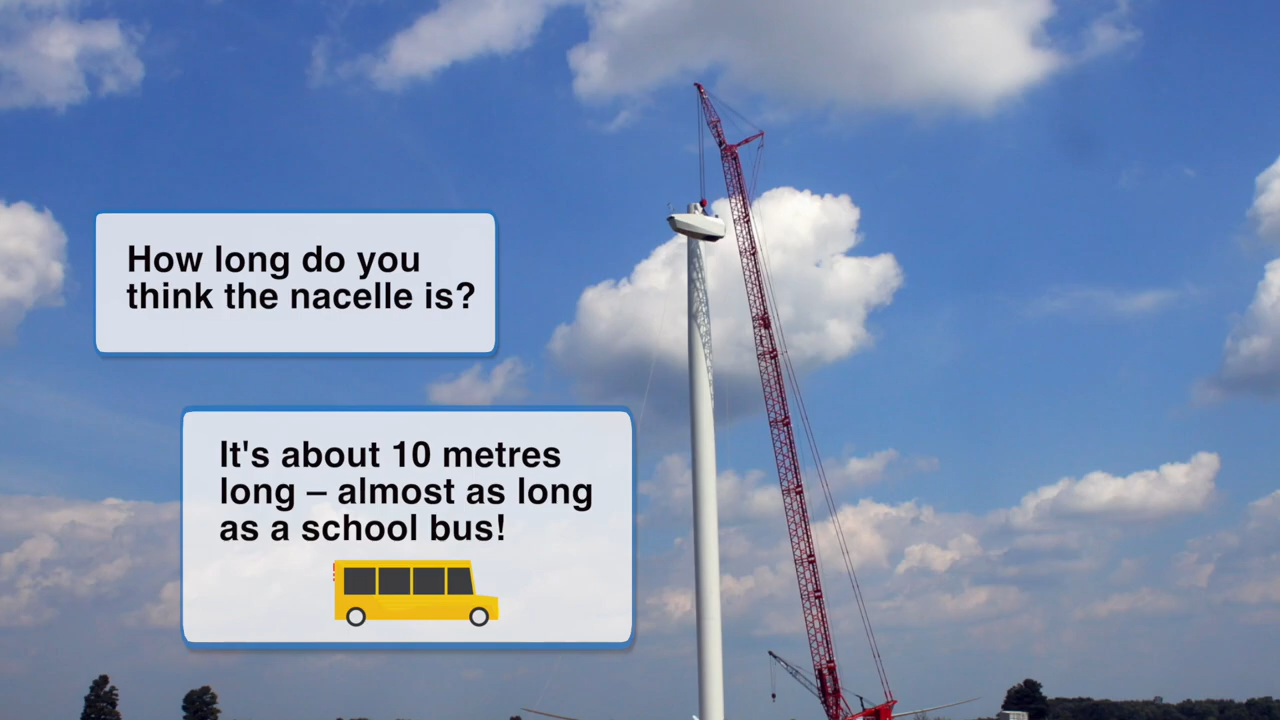 How long do you
think the nacelle is?
It's about 10 metres
long – almost as long
as a school bus!